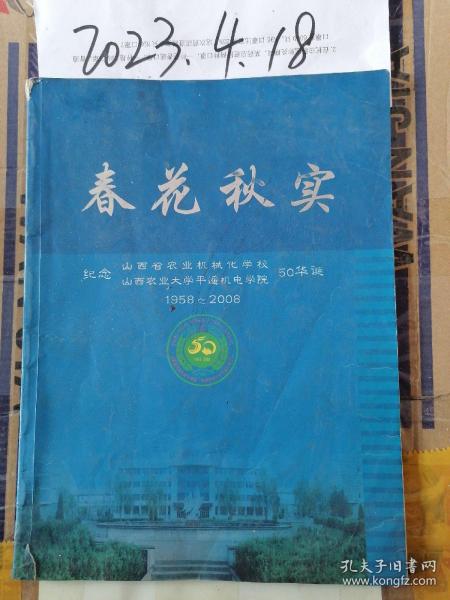 2023.4.18
春花秋实
纪念 山西省农业机械化学校 50华诞
山西农业大学平遥机电学院
1958~2008
50
孔夫子旧书网
www.kongfz.com